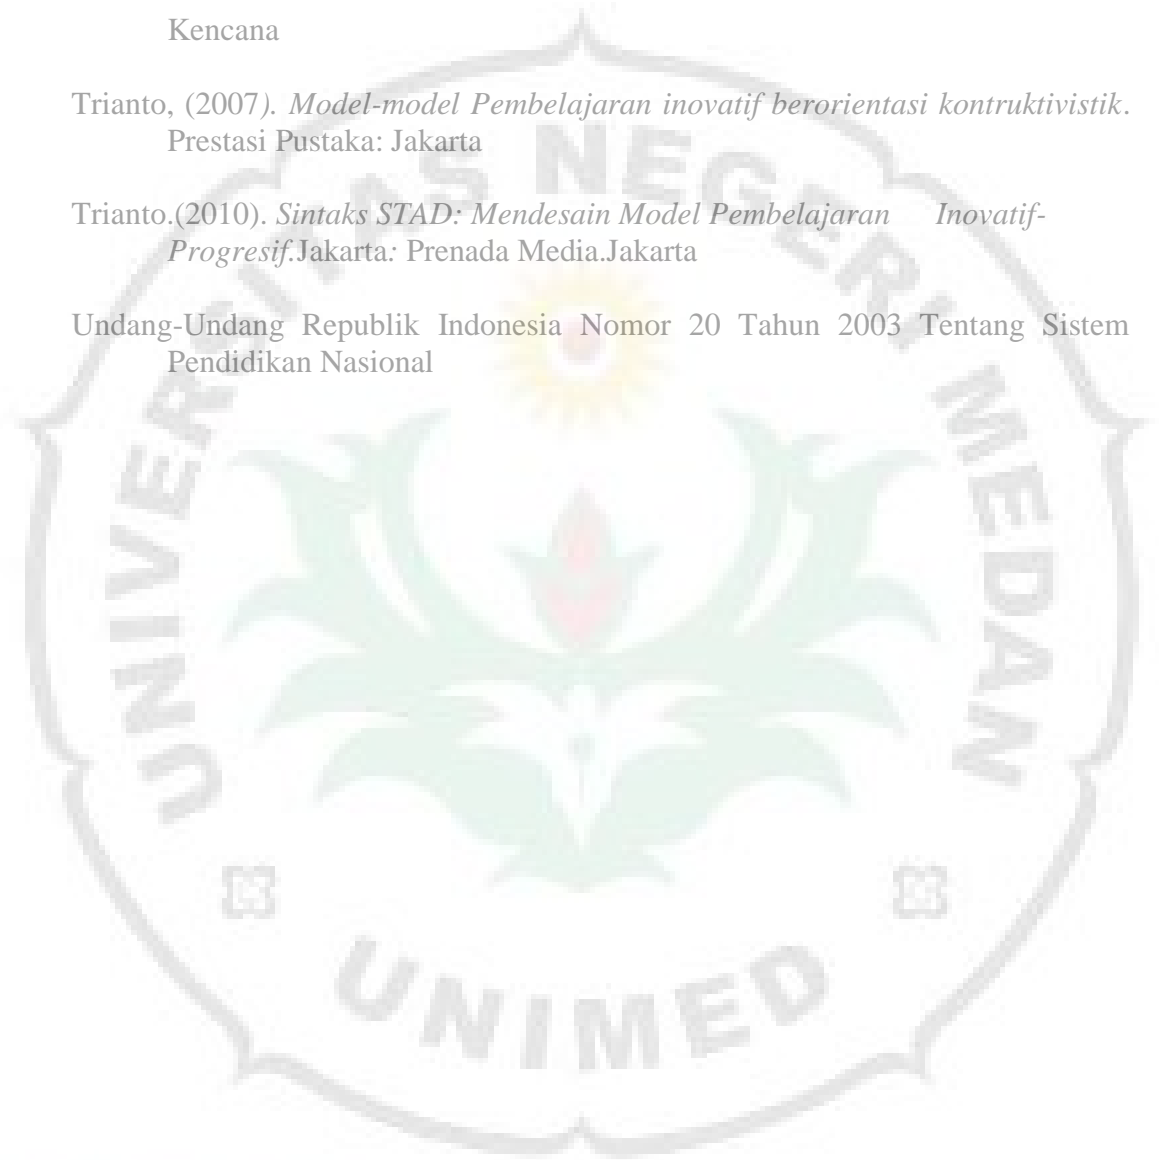 Kencana
Trianto, (2007). Model-model Pembelajaran inovatif berorientasi kontruktivistik.
Prestasi Pustaka: Jakarta
Trianto.(2010). Sintaks STAD: Mendesain Model Pembelajaran Inovatif-
Progresif.Jakarta: Prenada Media.Jakarta
Undang-Undang Republik Indonesia Nomor 20 Tahun 2003 Tentang Sistem
Pendidikan Nasional
UNIVERSITAS NEGERI MEDAN
UNIMED